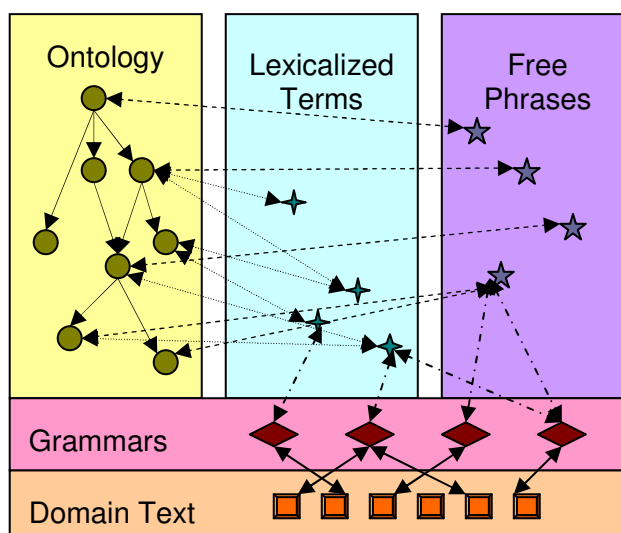 Ontology
Lexicalized
Terms
Free
Phrases
Grammars
Domain Text